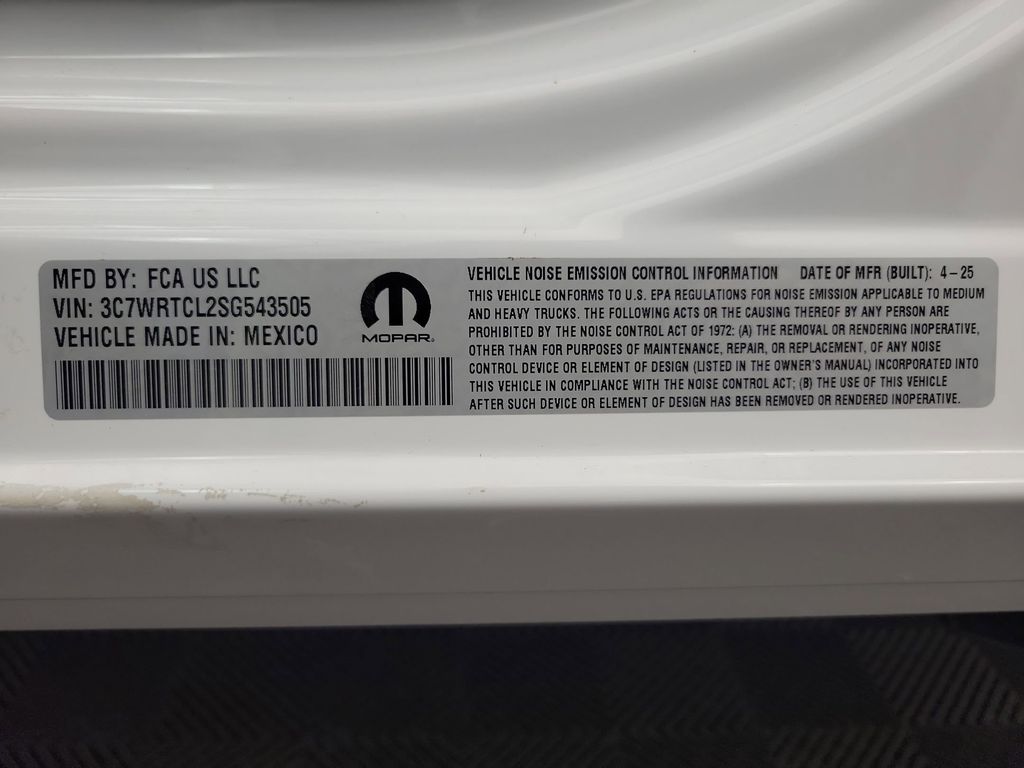 MFD BY: FCA US LLC
VIN: 3C7WRTCL2SG543505
VEHICLE MADE IN: MEXICO
MOPAR®
VEHICLE NOISE EMISSION CONTROL INFORMATION DATE OF MFR (BUILT): 4-25
THIS VEHICLE CONFORMS TO U.S. EPA REGULATIONS FOR NOISE EMISSION APPLICABLE TO MEDIUM
AND HEAVY TRUCKS. THE FOLLOWING ACTS OR THE CAUSING THEREOF BY ANY PERSON ARE
PROHIBITED BY THE NOISE CONTROL ACT OF 1972: (A) THE REMOVAL OR RENDERING INOPERATIVE,
OTHER THAN FOR PURPOSES OF MAINTENANCE, REPAIR, OR REPLACEMENT, OF ANY NOISE
CONTROL DEVICE OR ELEMENT OF DESIGN (LISTED IN THE OWNER'S MANUAL) INCORPORATED INTO
THIS VEHICLE IN COMPLIANCE WITH THE NOISE CONTROL ACT; (B) THE USE OF THIS VEHICLE
AFTER SUCH DEVICE OR ELEMENT OF DESIGN HAS BEEN REMOVED OR RENDERED INOPERATIVE.